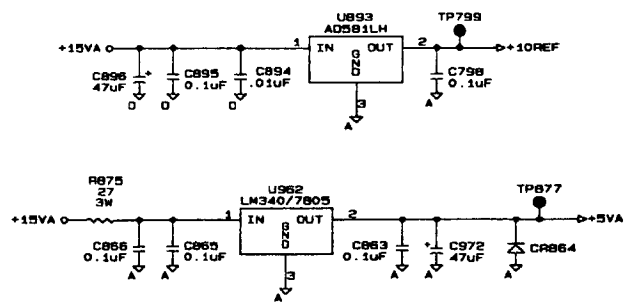 U893
AD581LH
TP799
+15VA
1
IN
OUT
GND
2
+10REF
C896
47uF
+
C895
0.1uF
C894
.01uF
3
C798
0.1uF
D
D
D
A
A
R875
27
3W
U962
LM340/7805
TP877
+15VA
1
IN
OUT
GND
2
+5VA
C866
0.1uF
C865
0.1uF
3
C863
0.1uF
+
C972
47uF
CR864
A
A
A
A
A
A